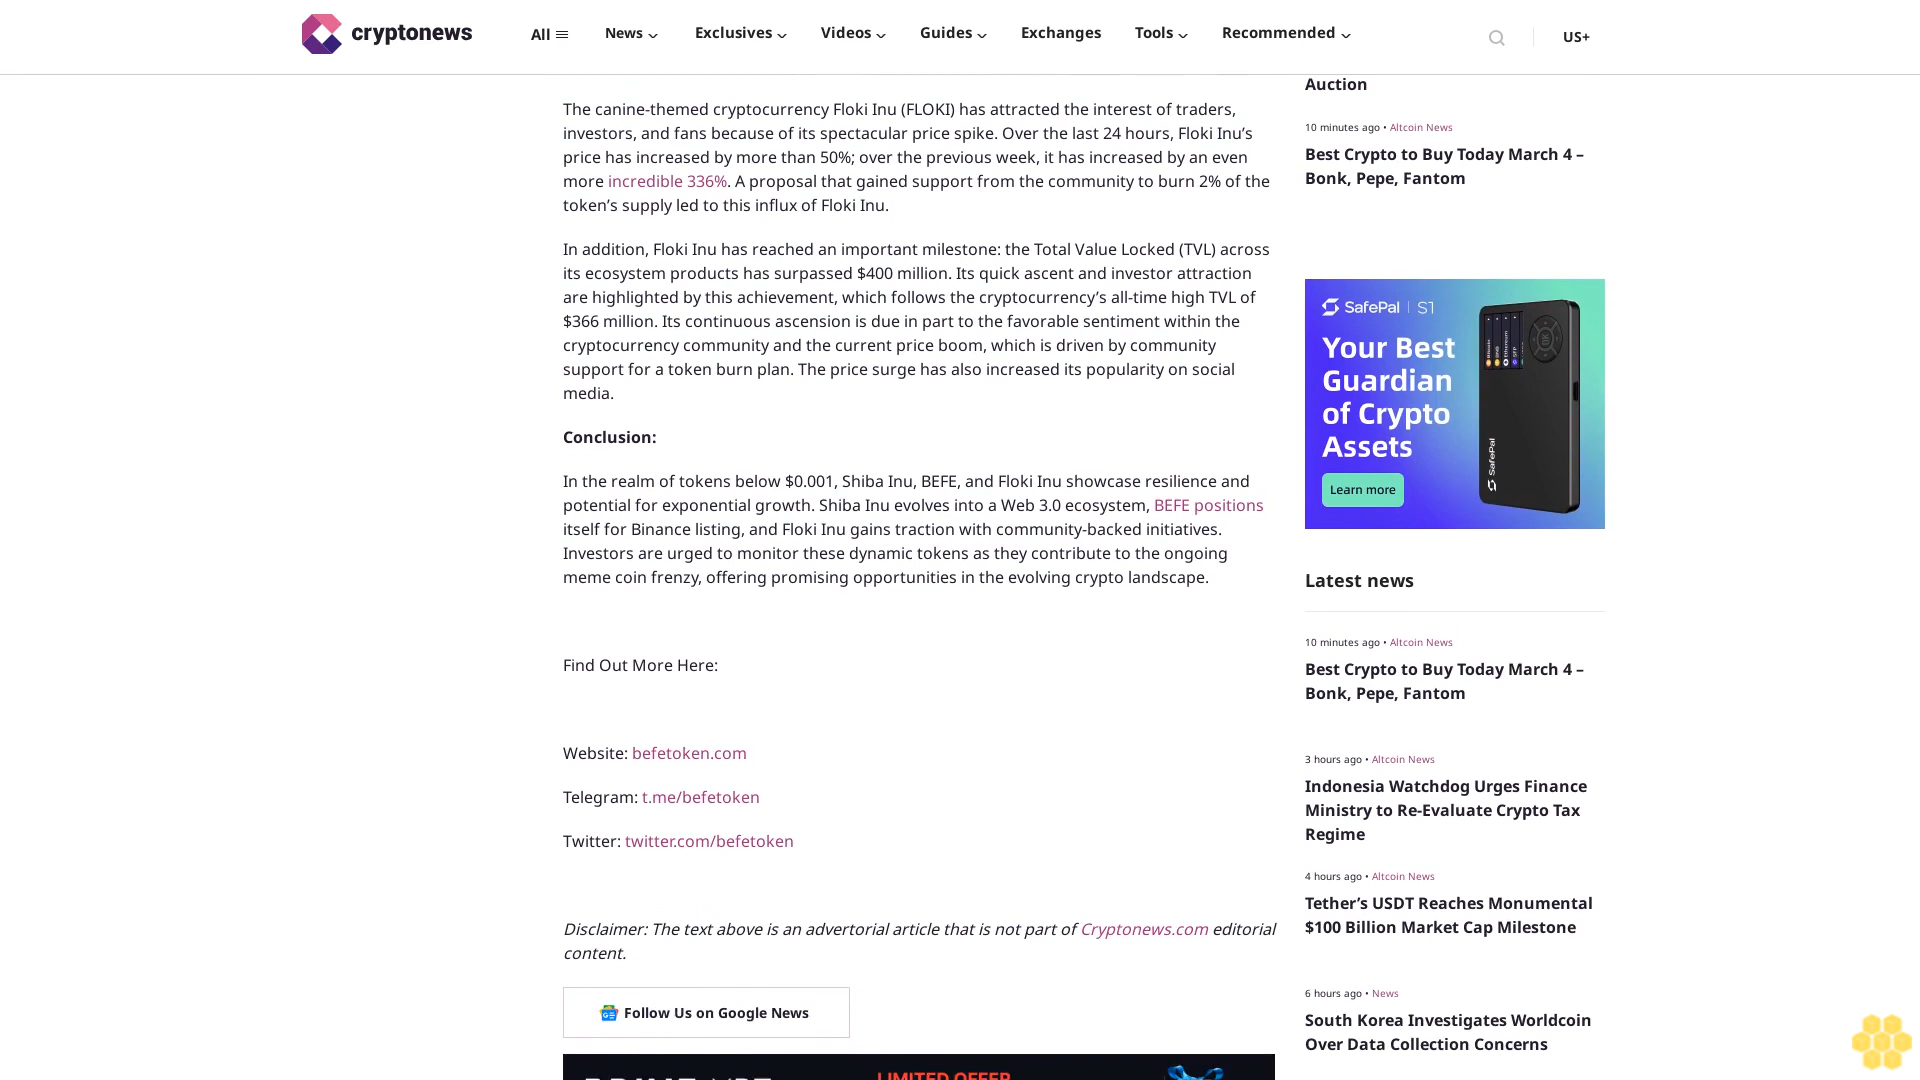 cryptonews
All
News
Exclusives
Videos
Guides
Exchanges
Tools
Recommended
US+
The canine-themed cryptocurrency Floki Inu (FLOKI) has attracted the interest of traders,
investors, and fans because of its spectacular price spike. Over the last 24 hours, Floki Inu’s
price has increased by more than 50%; over the previous week, it has increased by an even
more incredible 336%. A proposal that gained support from the community to burn 2% of the
token’s supply led to this influx of Floki Inu.
In addition, Floki Inu has reached an important milestone: the Total Value Locked (TVL) across
its ecosystem products has surpassed $400 million. Its quick ascent and investor attraction
are highlighted by this achievement, which follows the cryptocurrency’s all-time high TVL of
$366 million. Its continuous ascension is due in part to the favorable sentiment within the
cryptocurrency community and the current price boom, which is driven by community
support for a token burn plan. The price surge has also increased its popularity on social
media.
Conclusion:
In the realm of tokens below $0.001, Shiba Inu, BEFE, and Floki Inu showcase resilience and
potential for exponential growth. Shiba Inu evolves into a Web 3.0 ecosystem, BEFE positions
itself for Binance listing, and Floki Inu gains traction with community-backed initiatives.
Investors are urged to monitor these dynamic tokens as they contribute to the ongoing
meme coin frenzy, offering promising opportunities in the evolving crypto landscape.
Find Out More Here:
Website: befetoken.com
Telegram: t.me/befetoken
Twitter: twitter.com/befetoken
Disclaimer: The text above is an advertorial article that is not part of Cryptonews.com editorial
content.
Follow Us on Google News
LIMITED OFFER
Auction
10 minutes ago • Altcoin News
Best Crypto to Buy Today March 4 –
Bonk, Pepe, Fantom
SafePal | S1
Your Best
Guardian
of Crypto
Assets
Learn more
SafePal
Latest news
10 minutes ago • Altcoin News
Best Crypto to Buy Today March 4 –
Bonk, Pepe, Fantom
3 hours ago • Altcoin News
Indonesia Watchdog Urges Finance
Ministry to Re-Evaluate Crypto Tax
Regime
4 hours ago • Altcoin News
Tether’s USDT Reaches Monumental
$100 Billion Market Cap Milestone
6 hours ago • News
South Korea Investigates Worldcoin
Over Data Collection Concerns